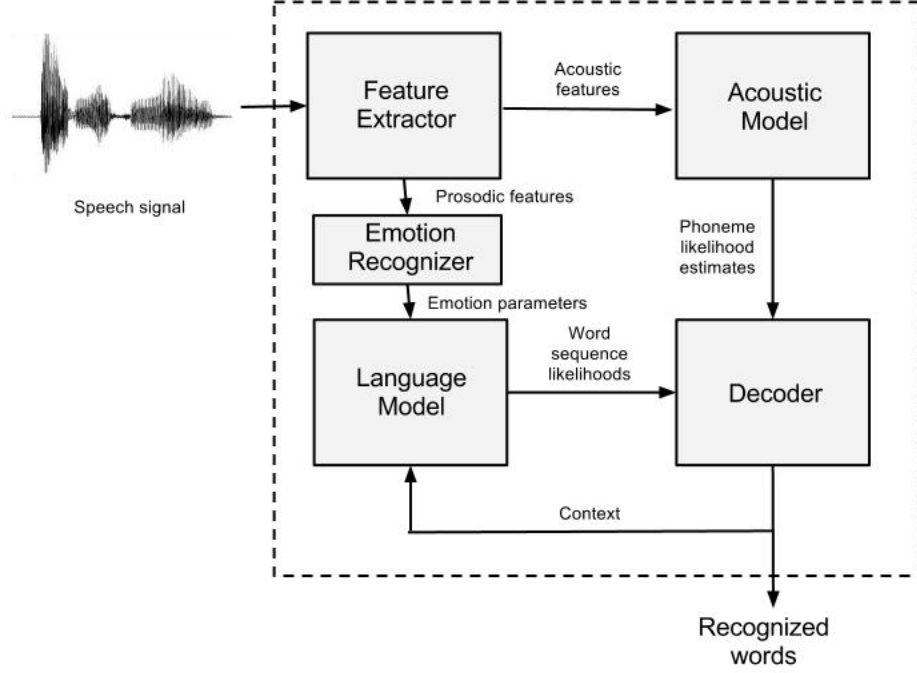 Feature
Extractor
Acoustic
features
Acoustic
Model
Speech signal
Prosodic features
Emotion
Recognizer
Phoneme
likelihood
estimates
Emotion parameters
Language
Model
Word
sequence
likelihoods
Decoder
Context
Recognized
words